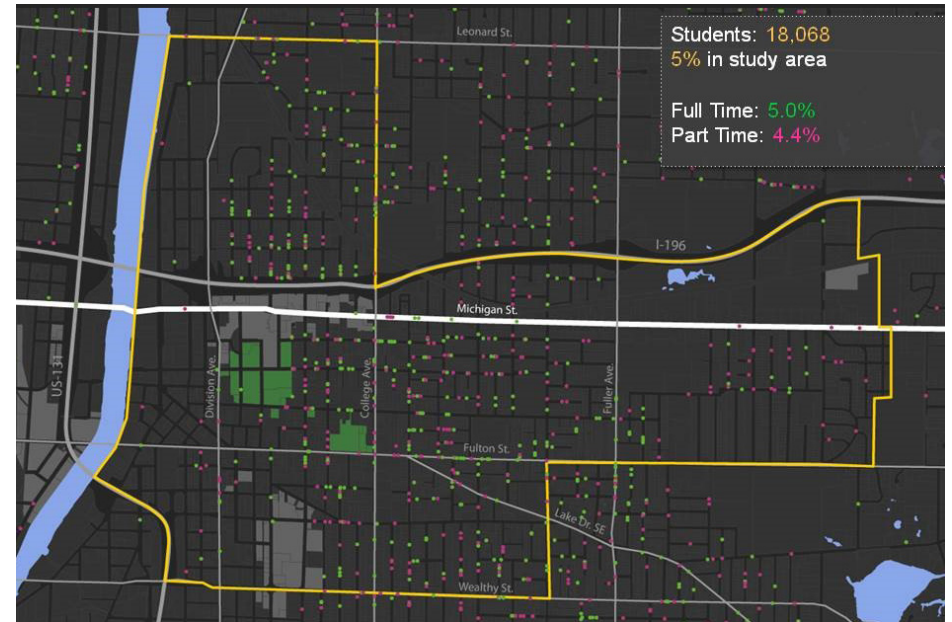 Leonard St.
Students: 18,068
5% in study area
Full Time: 5.0%
Part Time: 4.4%
I-196
Michigan St.
US-131
Division Ave.
College Ave.
Fuller Ave.
Fulton St.
Lake Dr. SE
Wealthy St.